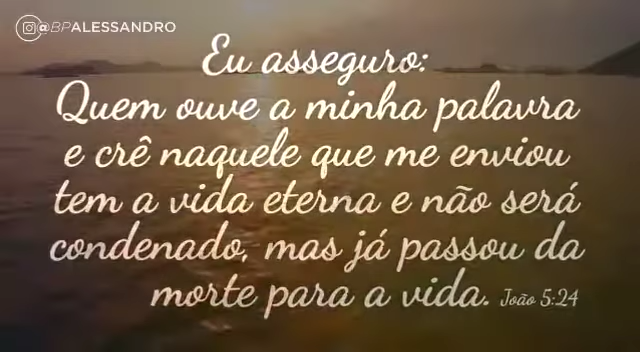 @BPALESSANDRO
Eu asseguro:
Quem ouve a minha palavra
e crê naquele que me enviou
tem a vida eterna e não será
condenado, mas já passou da
morte para a vida. João 5:24